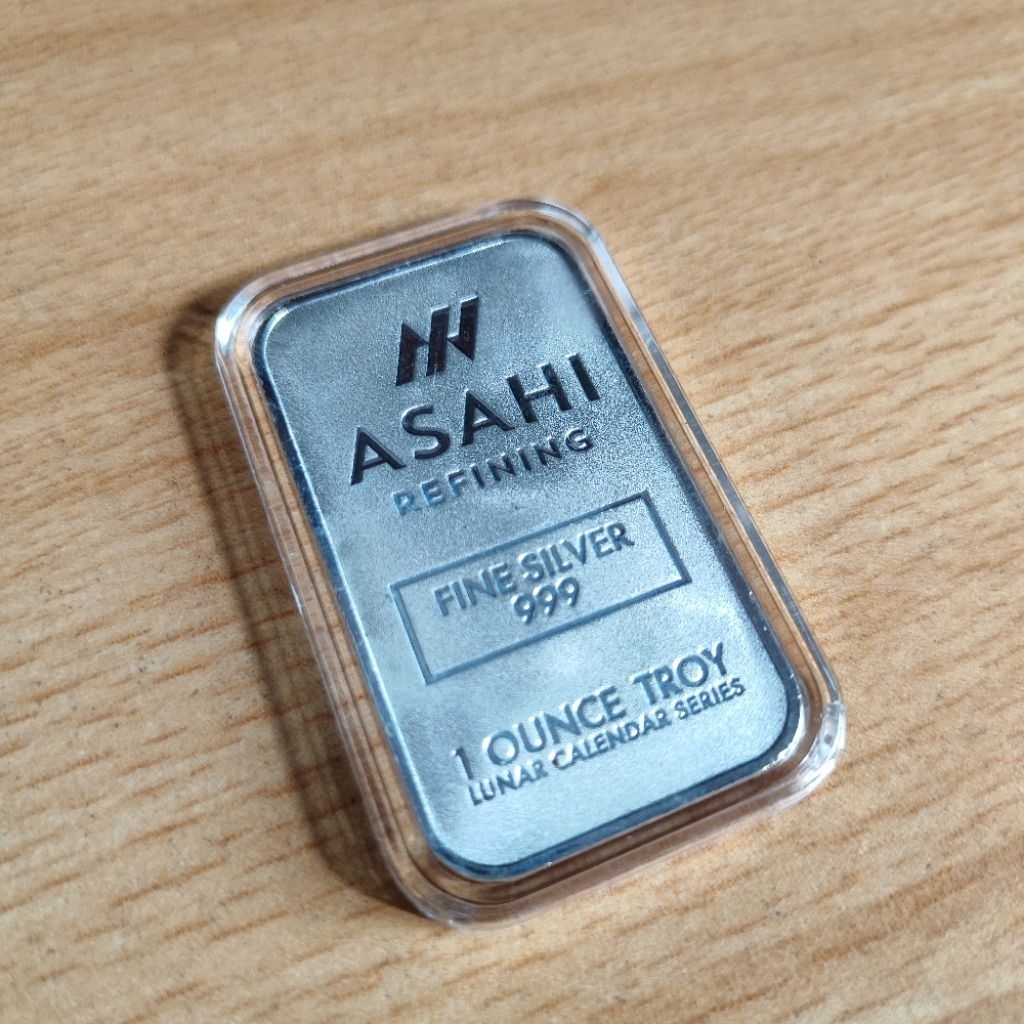 ASAHI
REFINING
FINE SILVER
999
1 OUNCE TROY
LUNAR CALENDAR SERIES